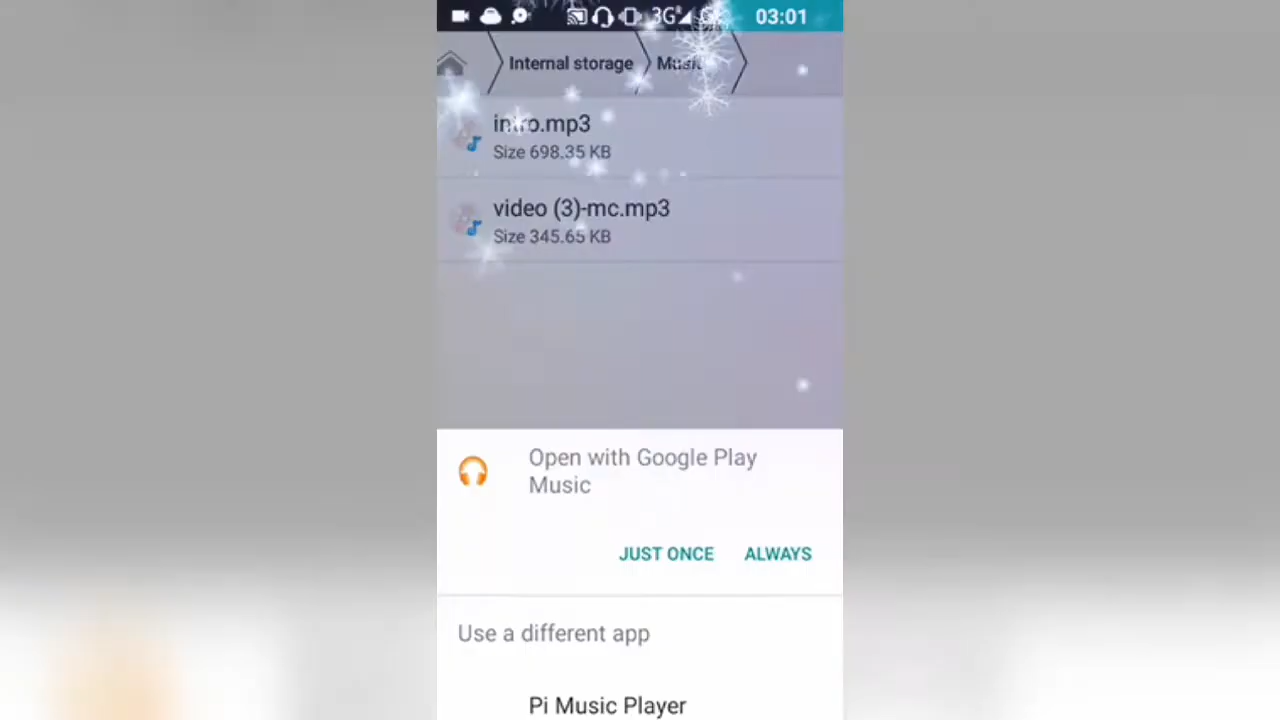 3G 03:01
Internal storage Music
intro.mp3
Size 698.35 KB
video (3)-mc.mp3
Size 345.65 KB
Open with Google Play
Music
JUST ONCE ALWAYS
Use a different app
Pi Music Player